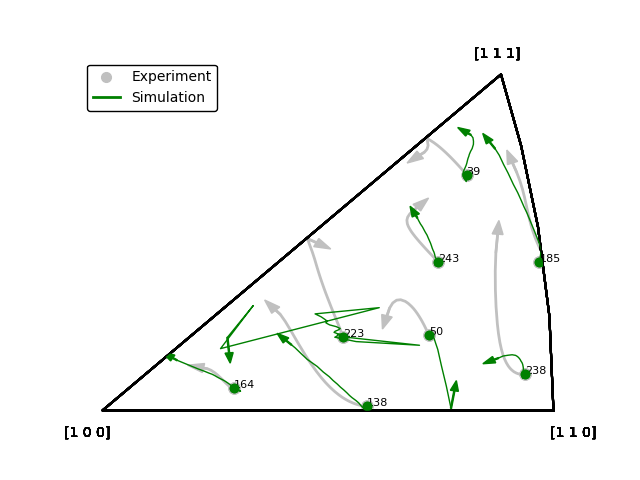 [1 1 1]
Experiment
Simulation
39
243
185
223
50
238
164
138
[1 0 0]
[1 1 0]